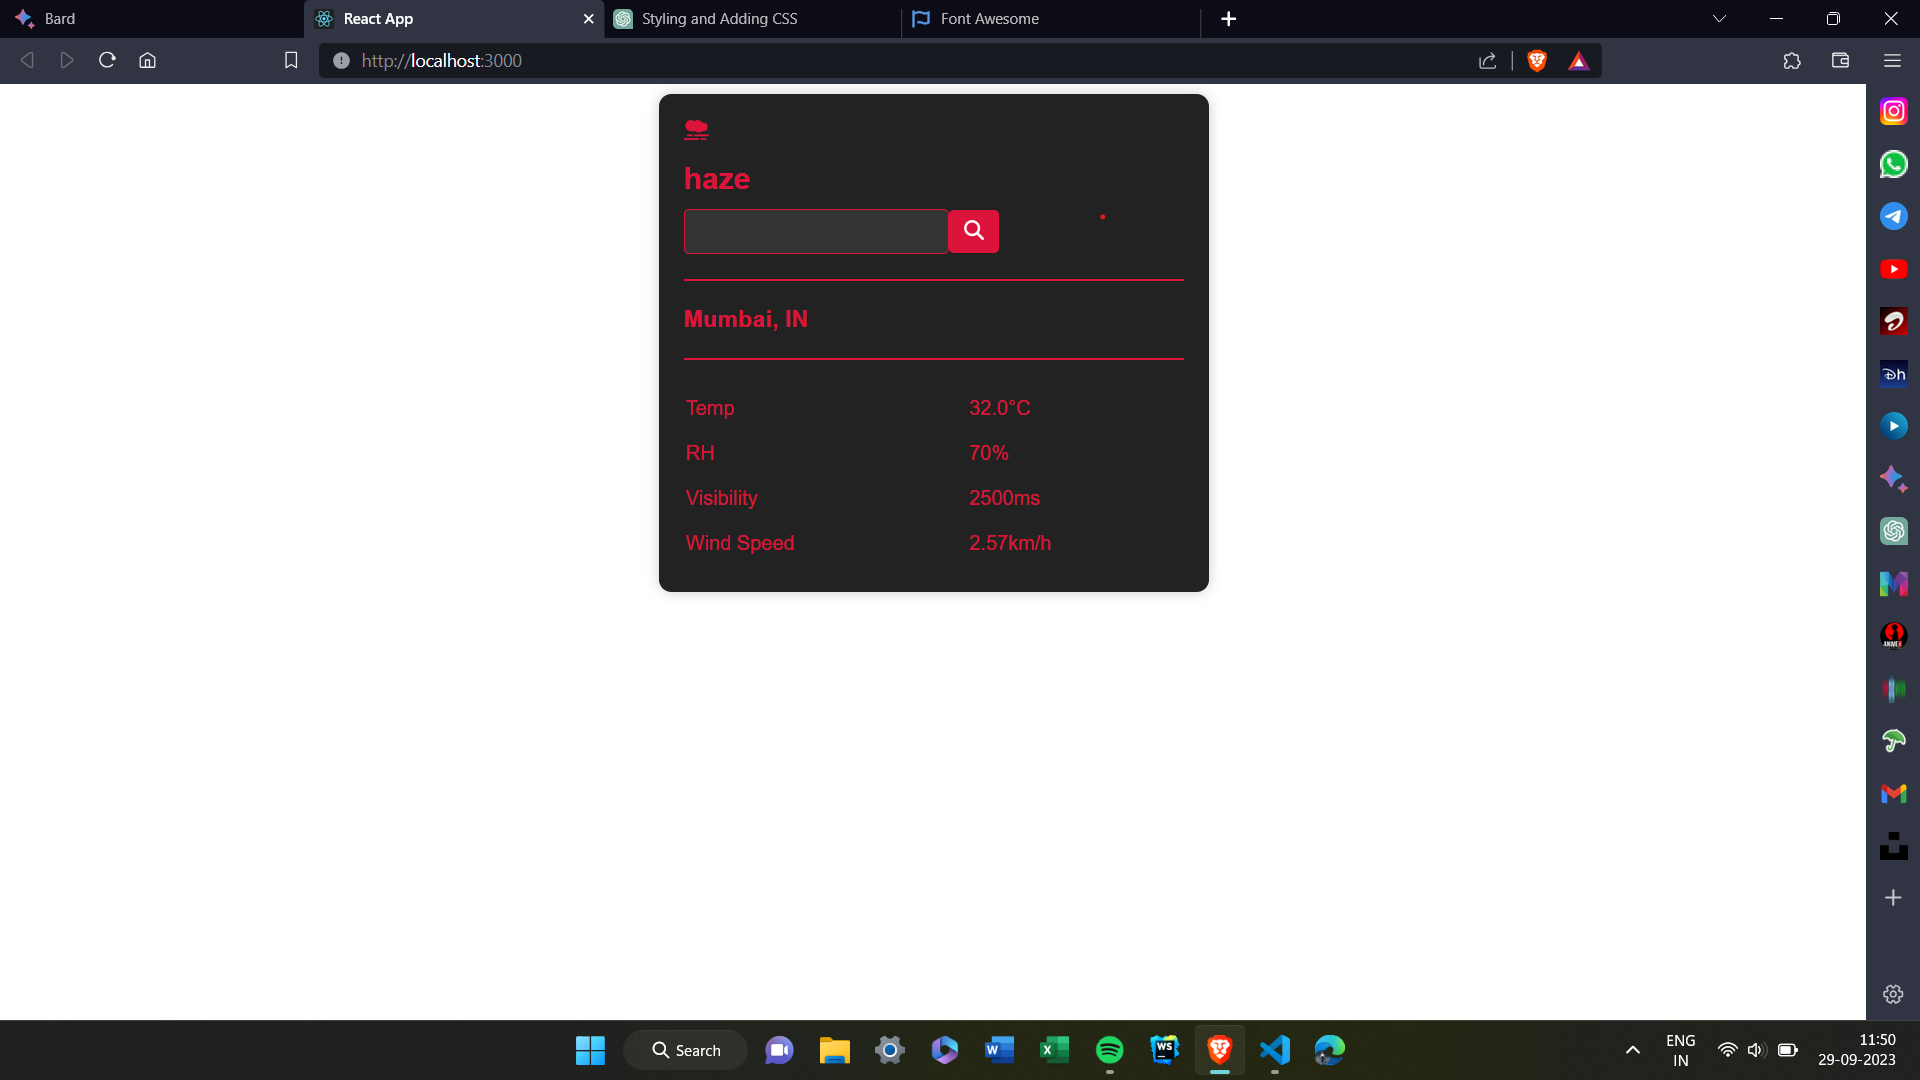 Bard
React App
Styling and Adding CSS
Font Awesome
http://localhost:3000
haze
Mumbai, IN
Temp 32.0°C
RH 70%
Visibility 2500ms
Wind Speed 2.57km/h
Search
ENG
IN
11:50
29-09-2023